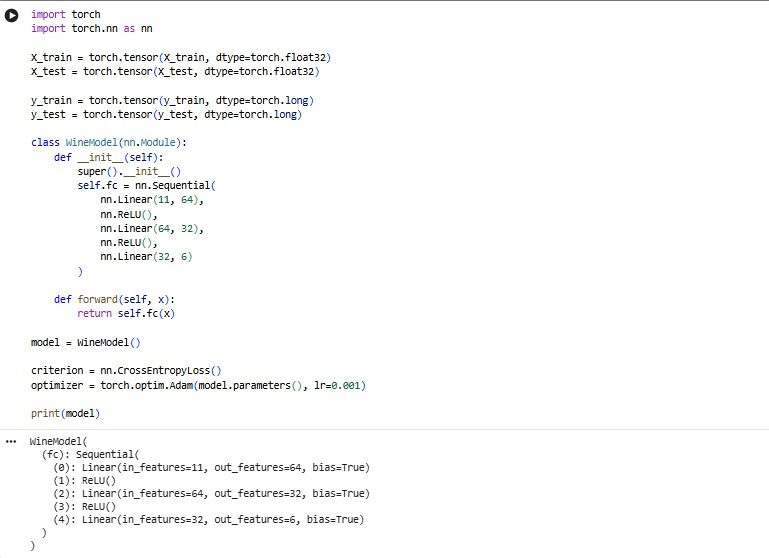 import torch
import torch.nn as nn
X_train = torch.tensor(X_train, dtype=torch.float32)
X_test = torch.tensor(X_test, dtype=torch.float32)
y_train = torch.tensor(y_train, dtype=torch.long)
y_test = torch.tensor(y_test, dtype=torch.long)
class WineModel(nn.Module):
    def __init__(self):
        super().__init__()
        self.fc = nn.Sequential(
            nn.Linear(11, 64),
            nn.ReLU(),
            nn.Linear(64, 32),
            nn.ReLU(),
            nn.Linear(32, 6)
        )
    def forward(self, x):
        return self.fc(x)
model = WineModel()
criterion = nn.CrossEntropyLoss()
optimizer = torch.optim.Adam(model.parameters(), lr=0.001)
print(model)
WineModel(
  (fc): Sequential(
    (0): Linear(in_features=11, out_features=64, bias=True)
    (1): ReLU()
    (2): Linear(in_features=64, out_features=32, bias=True)
    (3): ReLU()
    (4): Linear(in_features=32, out_features=6, bias=True)
  )
)